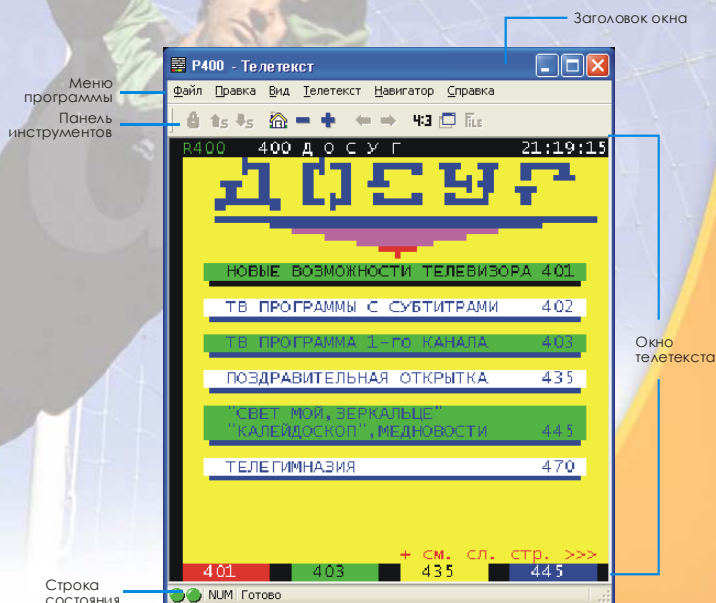 Заголовок окна
P400 - Телетекст
Меню программы
Файл Правка Вид Телетекст Навигатор Справка
Панель инструментов
S S 4:3 FILE
R400 400 ДОСУГ 21:19:15
ДОСУГ
НОВЫЕ ВОЗМОЖНОСТИ ТЕЛЕВИЗОРА 401
ТВ ПРОГРАММЫ С СУБТИТРАМИ 402
ТВ ПРОГРАММА 1-го КАНАЛА 403
Окно
телетекста
ПОЗДРАВИТЕЛЬНАЯ ОТКРЫТКА 435
"СВЕТ МОЙ,ЗЕРКАЛЬЦЕ"
"КАЛЕЙДОСКОП",МЕДНОВОСТИ 445
ТЕЛЕГИМНАЗИЯ 470
+ см. сл. стр. >>>
401 403 435 445
Строка
состояния
NUM Готово